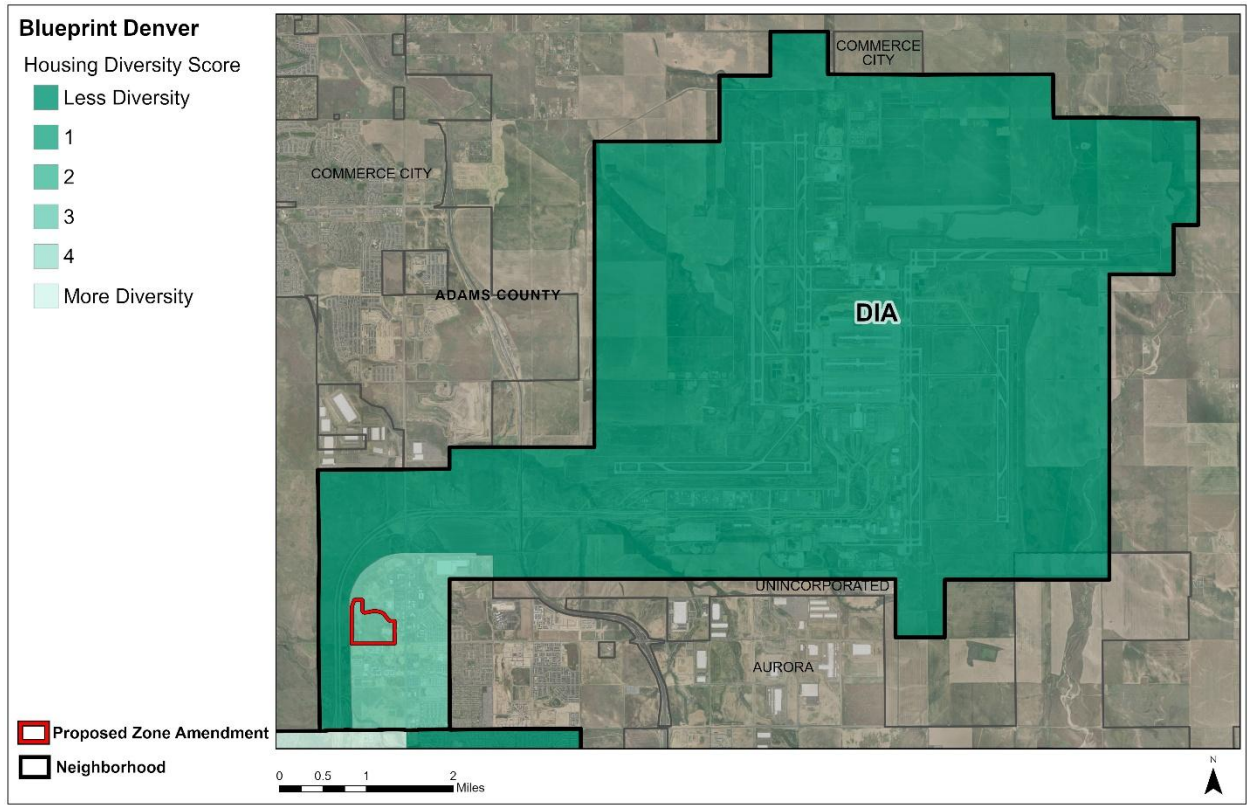 Blueprint Denver
Housing Diversity Score
Less Diversity
1
2
3
4
More Diversity
COMMERCE
CITY
COMMERCE CITY
ADAMS COUNTY
DIA
UNINCORPORATED
AURORA
Proposed Zone Amendment
Neighborhood
0 0.5 1 2
Miles
N